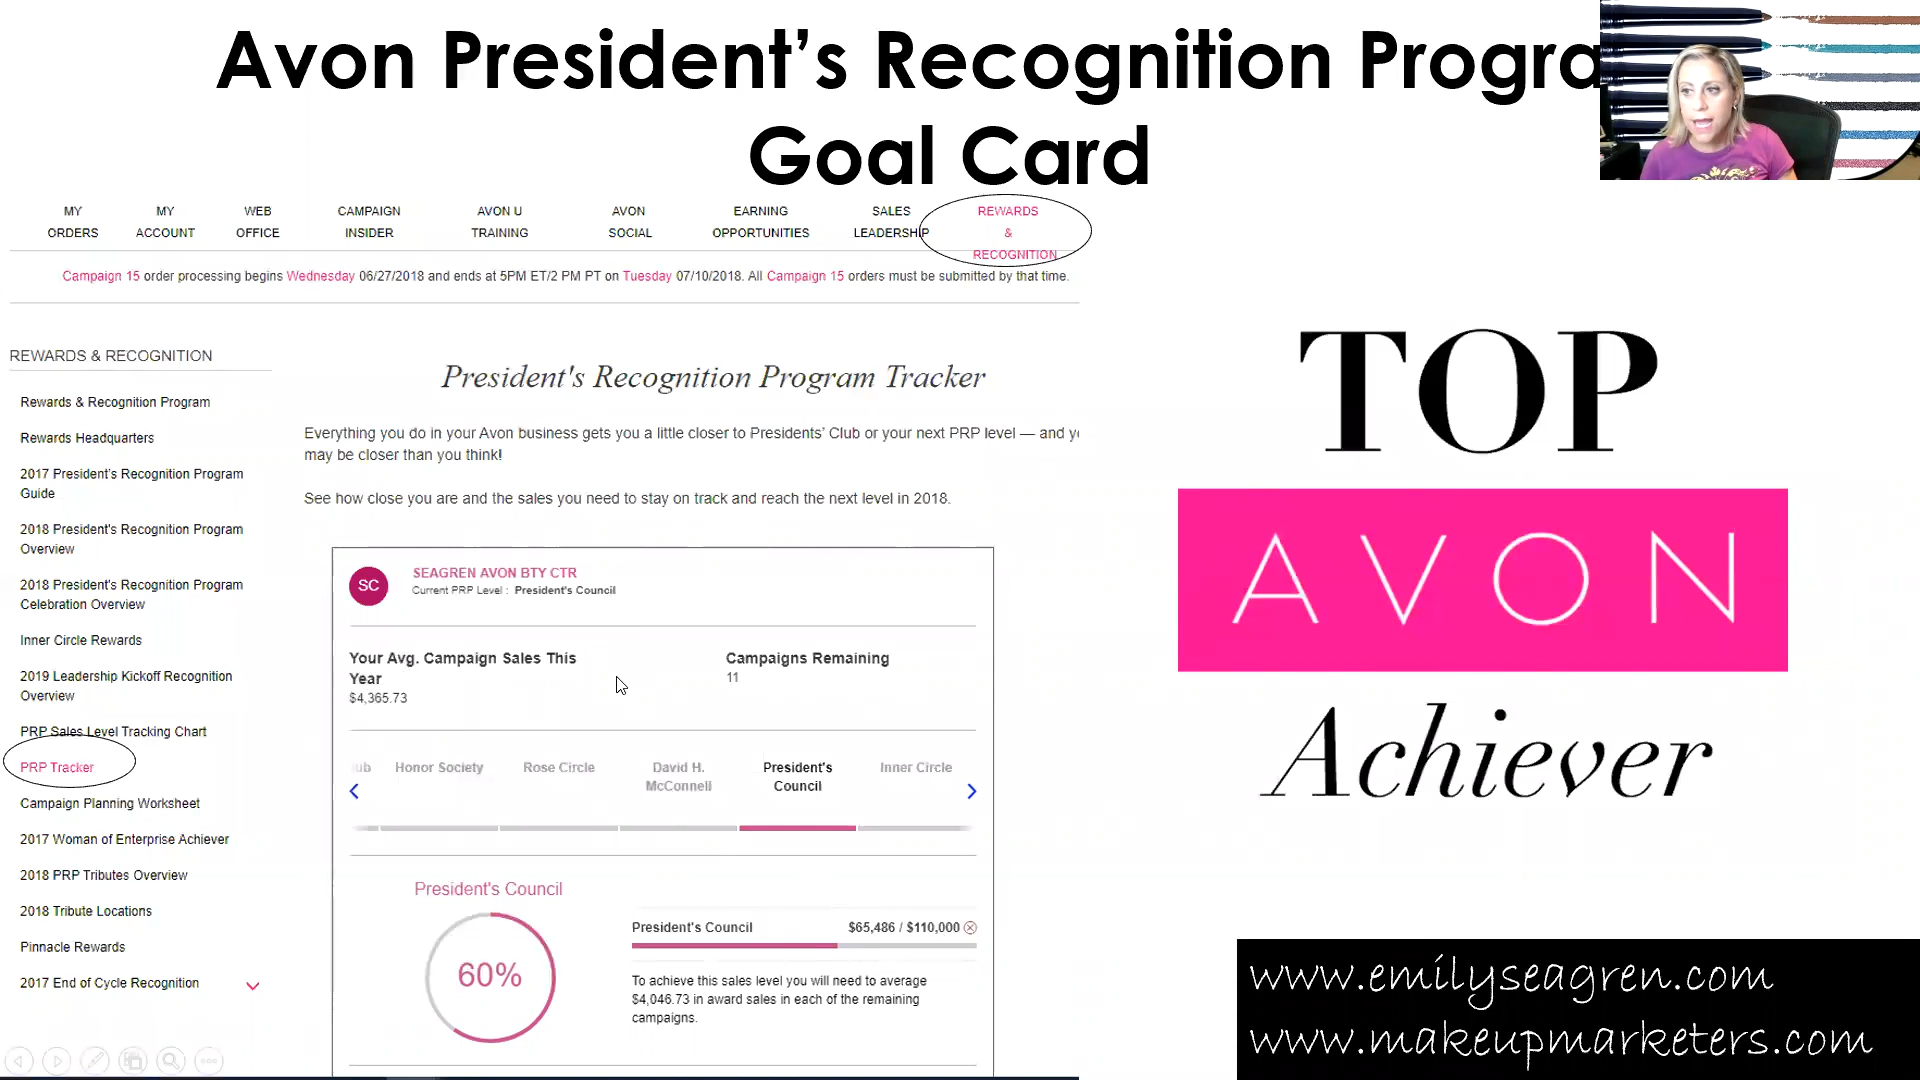 Avon President’s Recognition Progra
Goal Card
MY ORDERS
MY ACCOUNT
WEB OFFICE
CAMPAIGN INSIDER
AVON U TRAINING
AVON SOCIAL
EARNING OPPORTUNITIES
SALES LEADERSHIP
REWARDS & RECOGNITION
Campaign 15 order processing begins Wednesday 06/27/2018 and ends at 5PM ET/2 PM PT on Tuesday 07/10/2018. All Campaign 15 orders must be submitted by that time.
REWARDS & RECOGNITION
Rewards & Recognition Program
Rewards Headquarters
2017 President's Recognition Program
Guide
2018 President's Recognition Program
Overview
2018 President's Recognition Program
Celebration Overview
Inner Circle Rewards
2019 Leadership Kickoff Recognition
Overview
PRP Sales Level Tracking Chart
PRP Tracker
Campaign Planning Worksheet
2017 Woman of Enterprise Achiever
2018 PRP Tributes Overview
2018 Tribute Locations
Pinnacle Rewards
2017 End of Cycle Recognition
President's Recognition Program Tracker
Everything you do in your Avon business gets you a little closer to Presidents' Club or your next PRP level — and
may be closer than you think!
See how close you are and the sales you need to stay on track and reach the next level in 2018.
SC
SEAGREN AVON BTY CTR
Current PRP Level : President's Council
Your Avg. Campaign Sales This
Year
$4,365.73
Campaigns Remaining
11
ub
Honor Society
Rose Circle
David H.
McConnell
President's
Council
Inner Circle
President's Council
60%
President's Council $65,486 / $110,000
To achieve this sales level you will need to average
$4,046.73 in award sales in each of the remaining
campaigns.
TOP
AVON
Achiever
www.emilyseagren.com
www.makeupmarketers.com